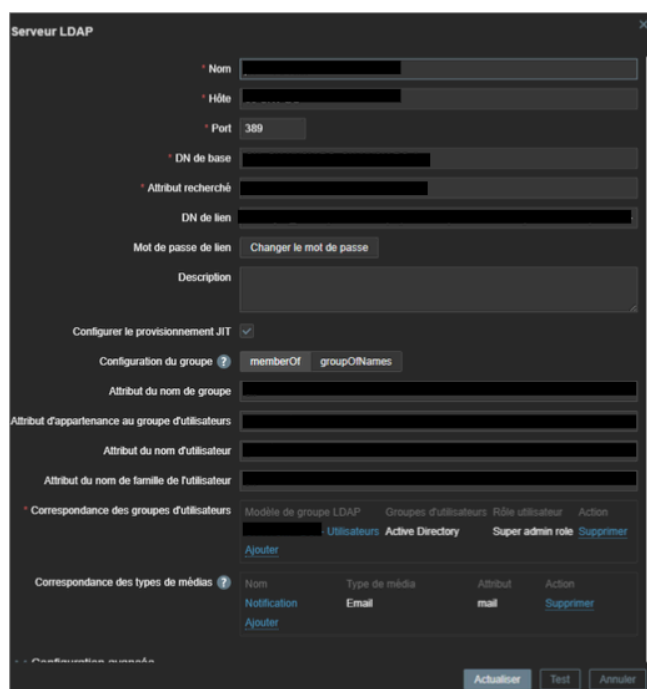 Serveur LDAP
* Nom
* Hôte
* Port 389
* DN de base
* Attribut recherché
DN de lien
Mot de passe de lien Changer le mot de passe
Description
Configurer le provisionnement JIT
Configuration du groupe ? memberOf groupOfNames
Attribut du nom de groupe
Attribut d'appartenance au groupe d'utilisateurs
Attribut du nom d'utilisateur
Attribut du nom de famille de l'utilisateur
* Correspondance des groupes d'utilisateurs Modèle de groupe LDAP Groupes d'utilisateurs Rôle utilisateur Action
- Utilisateurs Active Directory Super admin role Supprimer
Ajouter
Correspondance des types de médias ? Nom Type de média Attribut Action
Notification Email mail Supprimer
Ajouter
Configuration avancée
Actualiser Test Annuler